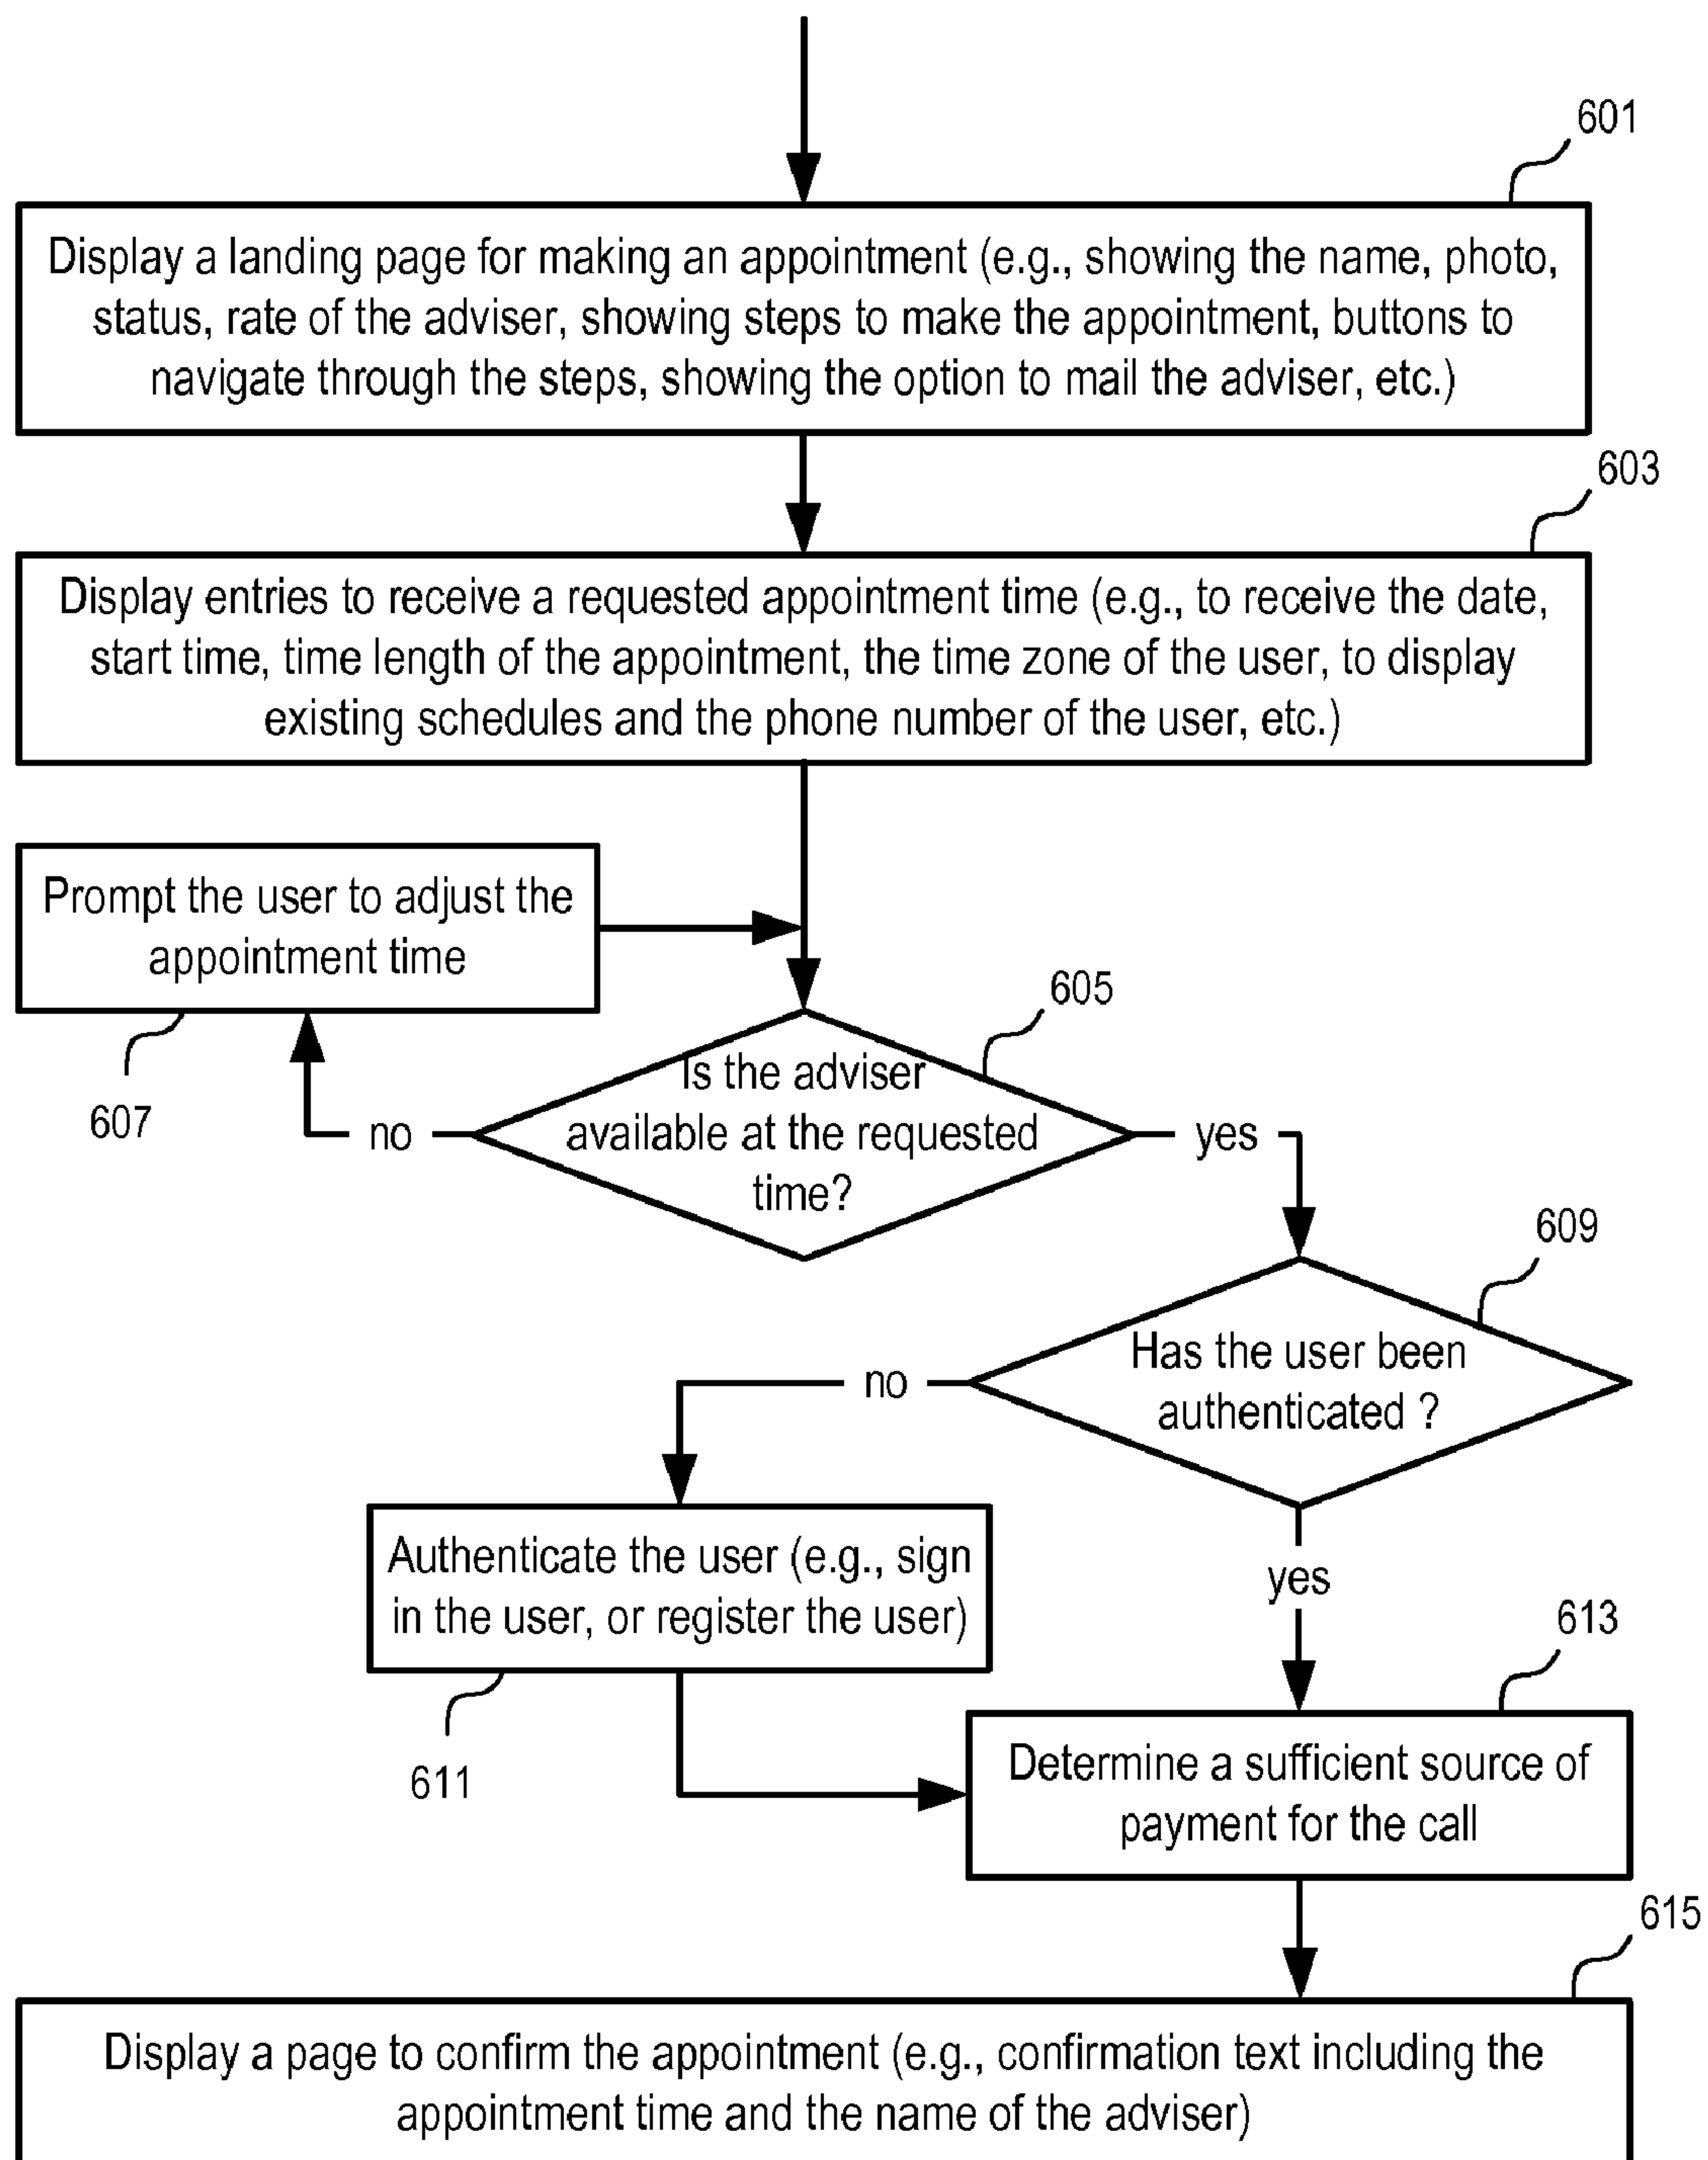 601
Display a landing page for making an appointment (e.g., showing the name, photo,
status, rate of the adviser, showing steps to make the appointment, buttons to
navigate through the steps, showing the option to mail the adviser, etc.)
603
Display entries to receive a requested appointment time (e.g., to receive the date,
start time, time length of the appointment, the time zone of the user, to display
existing schedules and the phone number of the user, etc.)
Prompt the user to adjust the
appointment time
607
605
Is the adviser
available at the requested
time?
no
yes
609
Has the user been
authenticated ?
no
yes
Authenticate the user (e.g., sign
in the user, or register the user)
611
613
Determine a sufficient source of
payment for the call
615
Display a page to confirm the appointment (e.g., confirmation text including the
appointment time and the name of the adviser)